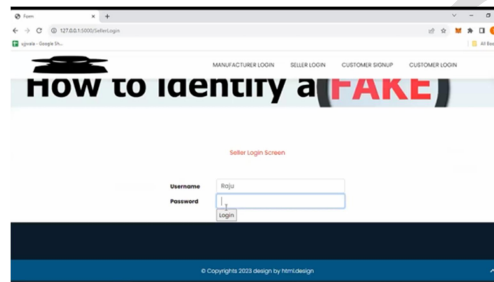 127.0.0.1:5000/SellerLogin
MANUFACTURER LOGIN SELLER LOGIN CUSTOMER SIGNUP CUSTOMER LOGIN
How to Identify a FAKE
Seller Login Screen
Username Raju
Password
Login
© Copyrights 2023 design by html.design